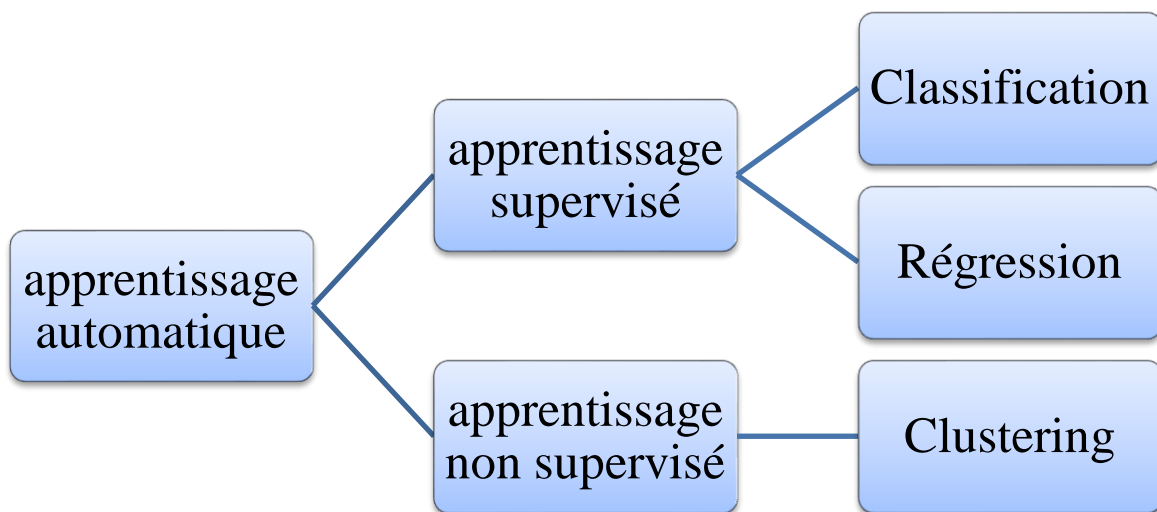 apprentissage
automatique
apprentissage
supervisé
Classification
Régression
apprentissage
non supervisé
Clustering